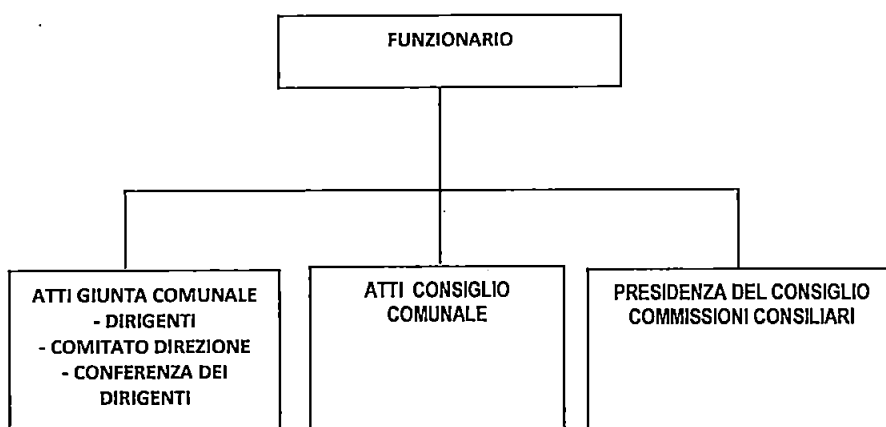 FUNZIONARIO
ATTI GIUNTA COMUNALE
- DIRIGENTI
- COMITATO DIREZIONE
- CONFERENZA DEI
DIRIGENTI
ATTI CONSIGLIO
COMUNALE
PRESIDENZA DEL CONSIGLIO
COMMISSIONI CONSILIARI